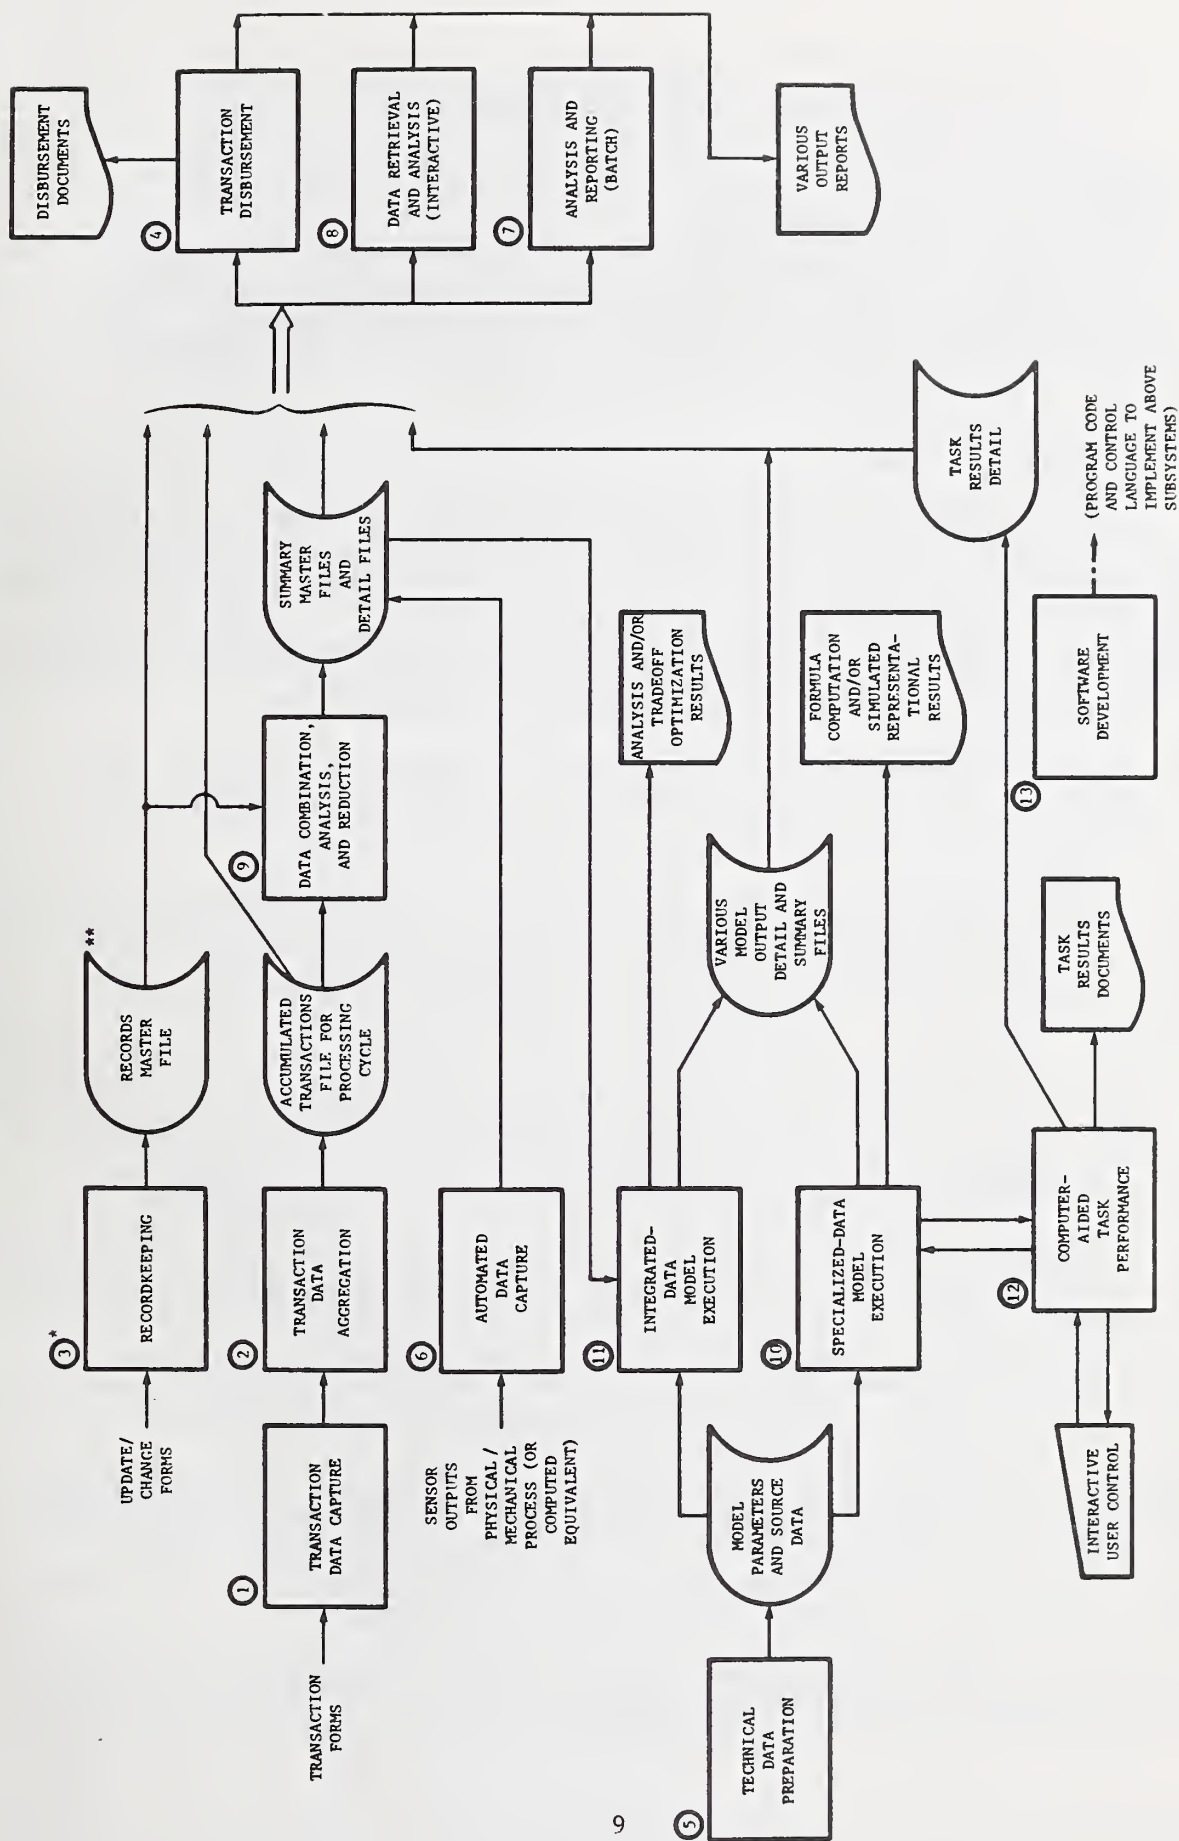 UPDATE/
CHANGE
FORMS
3
*
RECORDKEEPING
RECORDS
MASTER
FILE
**
TRANSACTION
FORMS
1
TRANSACTION
DATA CAPTURE
2
TRANSACTION
DATA
AGGREGATION
ACCUMULATED
TRANSACTIONS
FILE FOR
PROCESSING
CYCLE
9
DATA COMBINATION,
ANALYSIS,
AND REDUCTION
SUMMARY
MASTER
FILES
AND
DETAIL FILES
4
TRANSACTION
DISBURSEMENT
DISBURSEMENT
DOCUMENTS
8
DATA RETRIEVAL
AND ANALYSIS
(INTERACTIVE)
7
ANALYSIS AND
REPORTING
(BATCH)
VARIOUS
OUTPUT
REPORTS
SENSOR
OUTPUTS
FROM
PHYSICAL/
MECHANICAL
PROCESS (OR
COMPUTED
EQUIVALENT)
6
AUTOMATED
DATA
CAPTURE
5
TECHNICAL
DATA
PREPARATION
MODEL
PARAMETERS
AND SOURCE
DATA
11
INTEGRATED-
DATA
MODEL
EXECUTION
10
SPECIALIZED-DATA
MODEL
EXECUTION
VARIOUS
MODEL
OUTPUT
DETAIL AND
SUMMARY
FILES
ANALYSIS AND/OR
TRADEOFF
OPTIMIZATION
RESULTS
FORMULA
COMPUTATION
AND/OR
SIMULATED
REPRESENTA-
TIONAL
RESULTS
INTERACTIVE
USER CONTROL
12
COMPUTER-
AIDED
TASK
PERFORMANCE
TASK
RESULTS
DOCUMENTS
TASK
RESULTS
DETAIL
13
SOFTWARE
DEVELOPMENT
(PROGRAM CODE
AND CONTROL
LANGUAGE TO
IMPLEMENT ABOVE
SUBSYSTEMS)
9